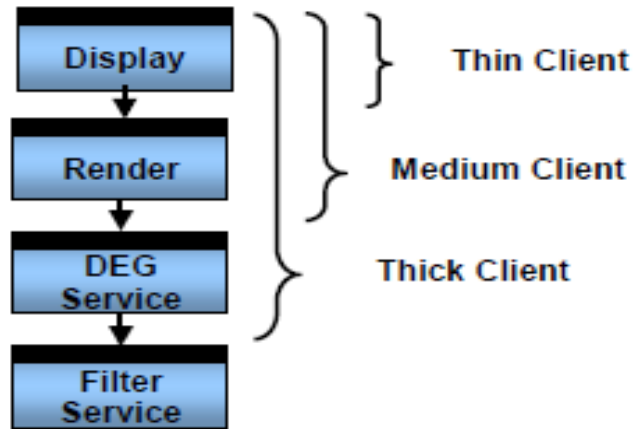 Display
Thin Client
Render
Medium Client
DEG
Service
Thick Client
Filter
Service